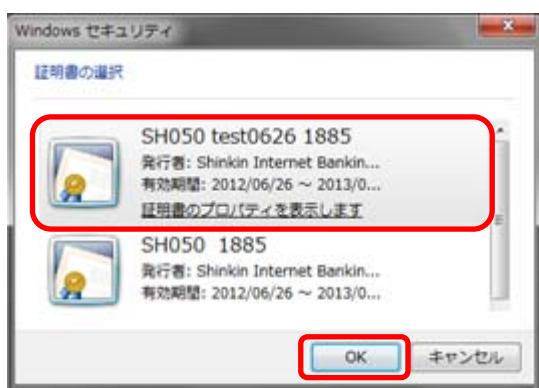 Windows セキュリティ
証明書の選択
SH050 test0626 1885
発行者: Shinkin Internet Bankin...
有効期間: 2012/06/26 ～ 2013/0...
証明書のプロパティを表示します
SH050 1885
発行者: Shinkin Internet Bankin...
有効期間: 2012/06/26 ～ 2013/0...
OK
キャンセル